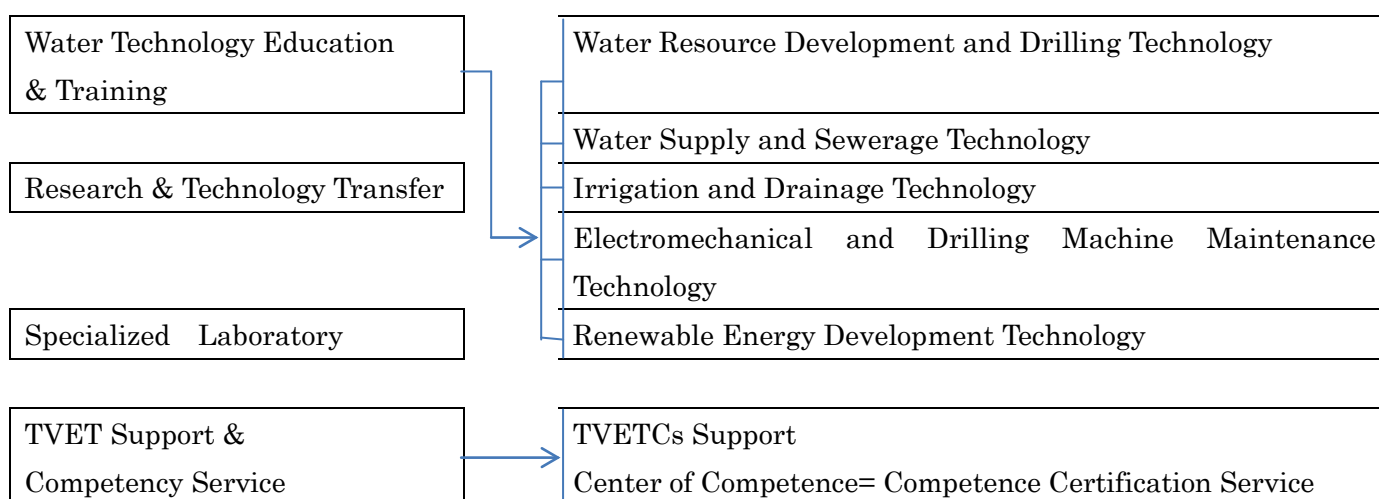 Water Technology Education
& Training
Water Resource Development and Drilling Technology
Water Supply and Sewerage Technology
Research & Technology Transfer
Irrigation and Drainage Technology
Electromechanical and Drilling Machine Maintenance
Technology
Specialized Laboratory
Renewable Energy Development Technology
TVET Support &
Competency Service
TVETCs Support
Center of Competence= Competence Certification Service